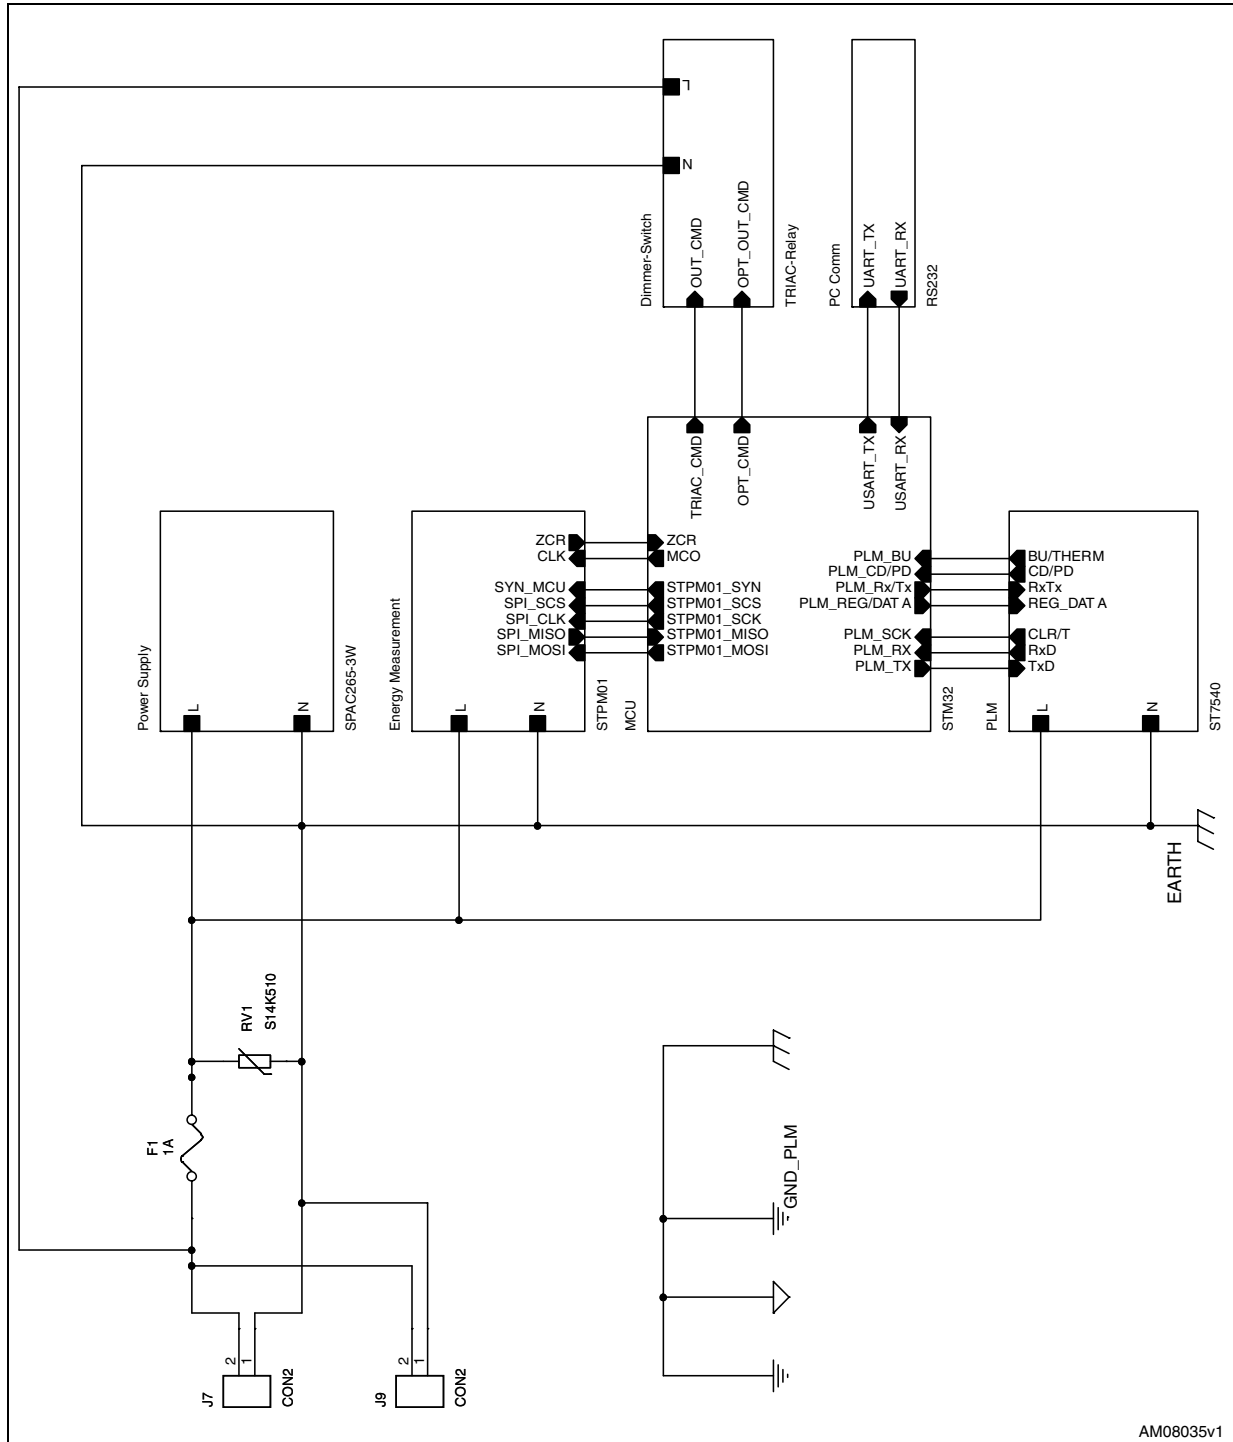 L
N
Dimmer-Switch
OUT_CMD
OPT_OUT_CMD
TRIAC-Relay
PC Comm
UART_TX
UART_RX
RS232
TRIAC_CMD
OPT_CMD
USART_TX
USART_RX
Power Supply
L
N
SPAC265-3W
Energy Measurement
ZCR
CLK
SYN_MCU
SPI_SCS
SPI_CLK
SPI_MISO
SPI_MOSI
L
N
STPM01
MCU
ZCR
MCO
STPM01_SYN
STPM01_SCS
STPM01_SCK
STPM01_MISO
STPM01_MOSI
PLM_BU
PLM_CD/PD
PLM_Rx/Tx
PLM_REG/DAT A
PLM_SCK
PLM_RX
PLM_TX
STM32
PLM
BU/THERM
CD/PD
RxTx
REG_DAT A
CLR/T
RxD
TxD
L
N
ST7540
EARTH
RV1
S14K510
F1
1A
GND_PLM
J7
2
1
CON2
J9
2
1
CON2
AM08035v1